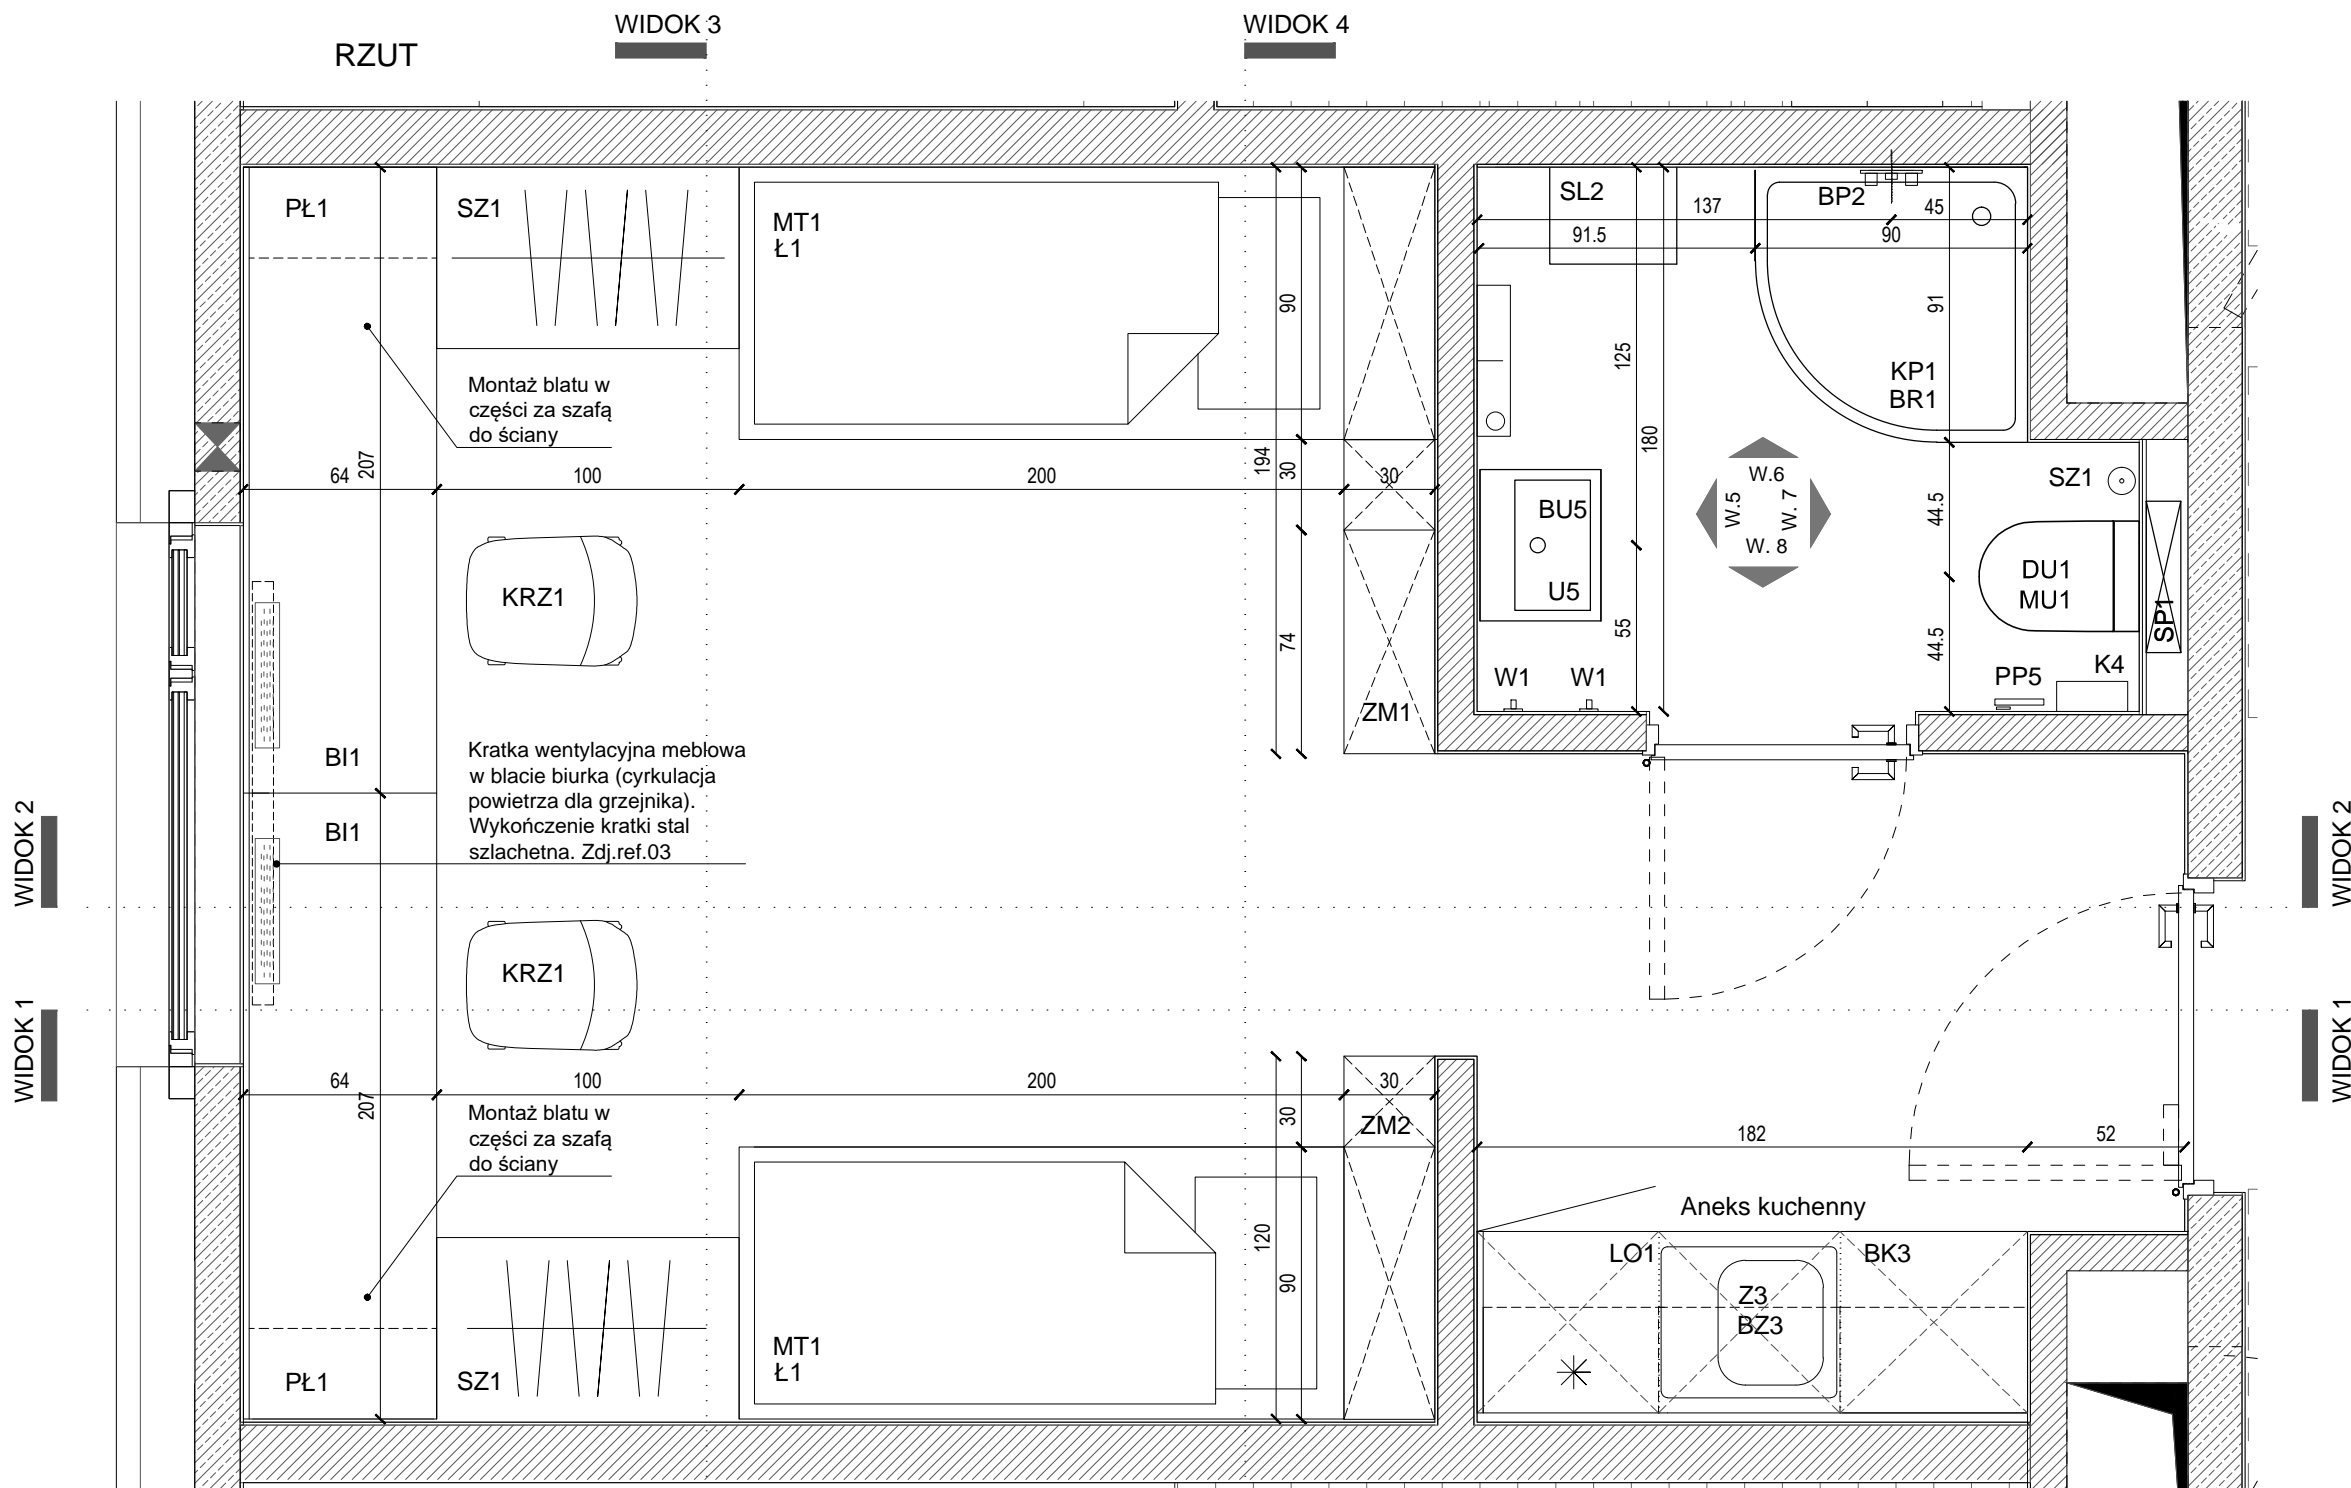 WIDOK 3
WIDOK 4
RZUT
PŁ1
SZ1
MT1
Ł1
SL2
BP2
137
45
91.5
90
90
91
125
KP1
BR1
Montaż blatu w
części za szafą
do ściany
180
207
194
30
64
100
200
30
W.6
W.5
W. 7
W. 8
SZ1
44.5
BU5
U5
KRZ1
DU1
MU1
SP1
55
74
44.5
W1
W1
PP5
K4
ZM1
BI1
Kratka wentylacyjna meblowa
w blacie biurka (cyrkulacja
powietrza dla grzejnika).
Wykończenie kratki stal
szlachetna. Zdj.ref.03
BI1
WIDOK 2
WIDOK 2
KRZ1
WIDOK 1
WIDOK 1
64
100
200
30
207
30
ZM2
Montaż blatu w
części za szafą
do ściany
182
52
Aneks kuchenny
120
90
LO1
BK3
Z3
BZ3
MT1
Ł1
PŁ1
SZ1